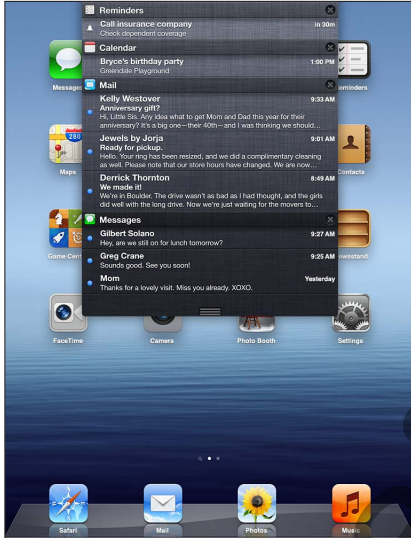 Reminders
Call insurance company in 30m
Check dependent coverage
Calendar
Bryce's birthday party 1:00 PM
Greendale Playground
Mail
Kelly Westover 9:33 AM
Anniversary gift?
Hi, Little Sis. Any idea what to get Mom and Dad this year for their
anniversary? It's a big one—their 40th—and I was thinking we should...
Jewels by Jorja 9:01 AM
Ready for pickup.
Hello. Your ring has been resized, and we did a complimentary cleaning
as well. Please note that our store hours have changed. We are now...
Derrick Thornton 8:49 AM
We made it!
We're in Boulder. The drive wasn't as bad as I had thought, and the girls
did well with the long drive. Now we're just waiting for the movers to...
Messages
Gilbert Solano 9:27 AM
Hey, are we still on for lunch tomorrow?
Greg Crane 9:25 AM
Sounds good. See you soon!
Mom Yesterday
Thanks for a lovely visit. Miss you already. XOXO.
Messages
eminders
280
Maps
Contacts
Game Cent
ewsstand
FaceTime
Camera
Photo Booth
Settings
Safari
Mail
Photos
Music